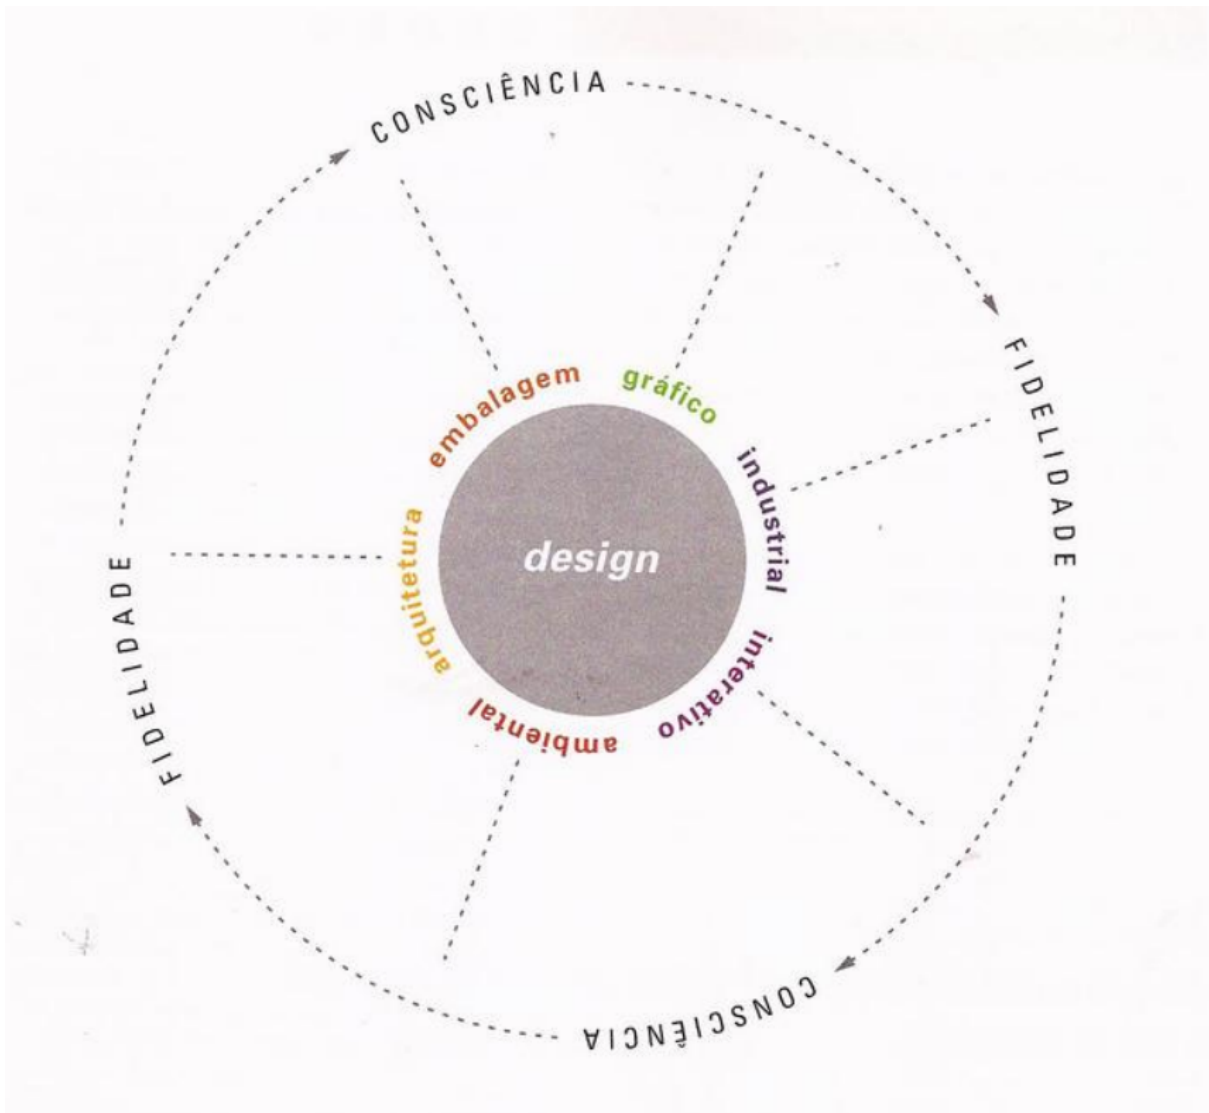 CONSCIÊNCIA
FIDELIDADE
CONSCIÊNCIA
FIDELIDADE
embalagem
gráfico
industrial
interativo
ambiental
arquitetura
design